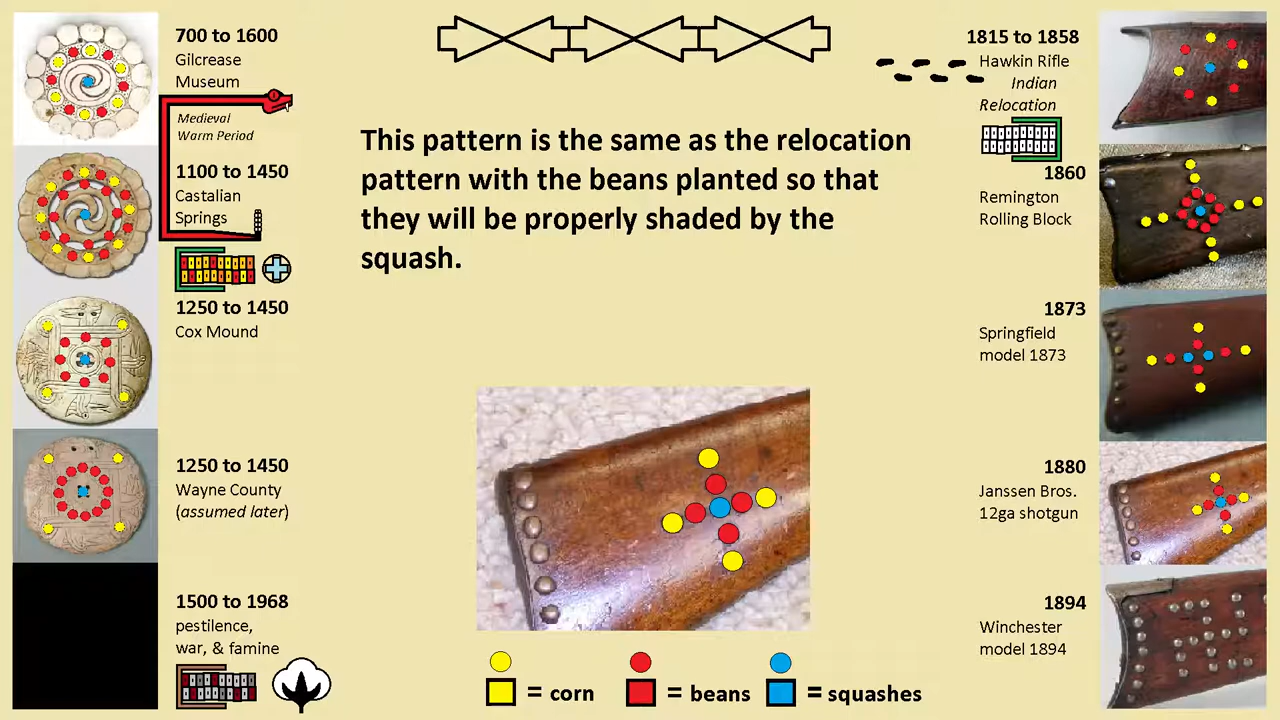 700 to 1600
Gilcrease
Museum
Medieval
Warm Period
1100 to 1450
Castalian
Springs
1250 to 1450
Cox Mound
1250 to 1450
Wayne County
(assumed later)
1500 to 1968
pestilence,
war, & famine
This pattern is the same as the relocation
pattern with the beans planted so that
they will be properly shaded by the
squash.
= corn
= beans
= squashes
1815 to 1858
Hawkin Rifle
Indian
Relocation
1860
Remington
Rolling Block
1873
Springfield
model 1873
1880
Janssen Bros.
12ga shotgun
1894
Winchester
model 1894